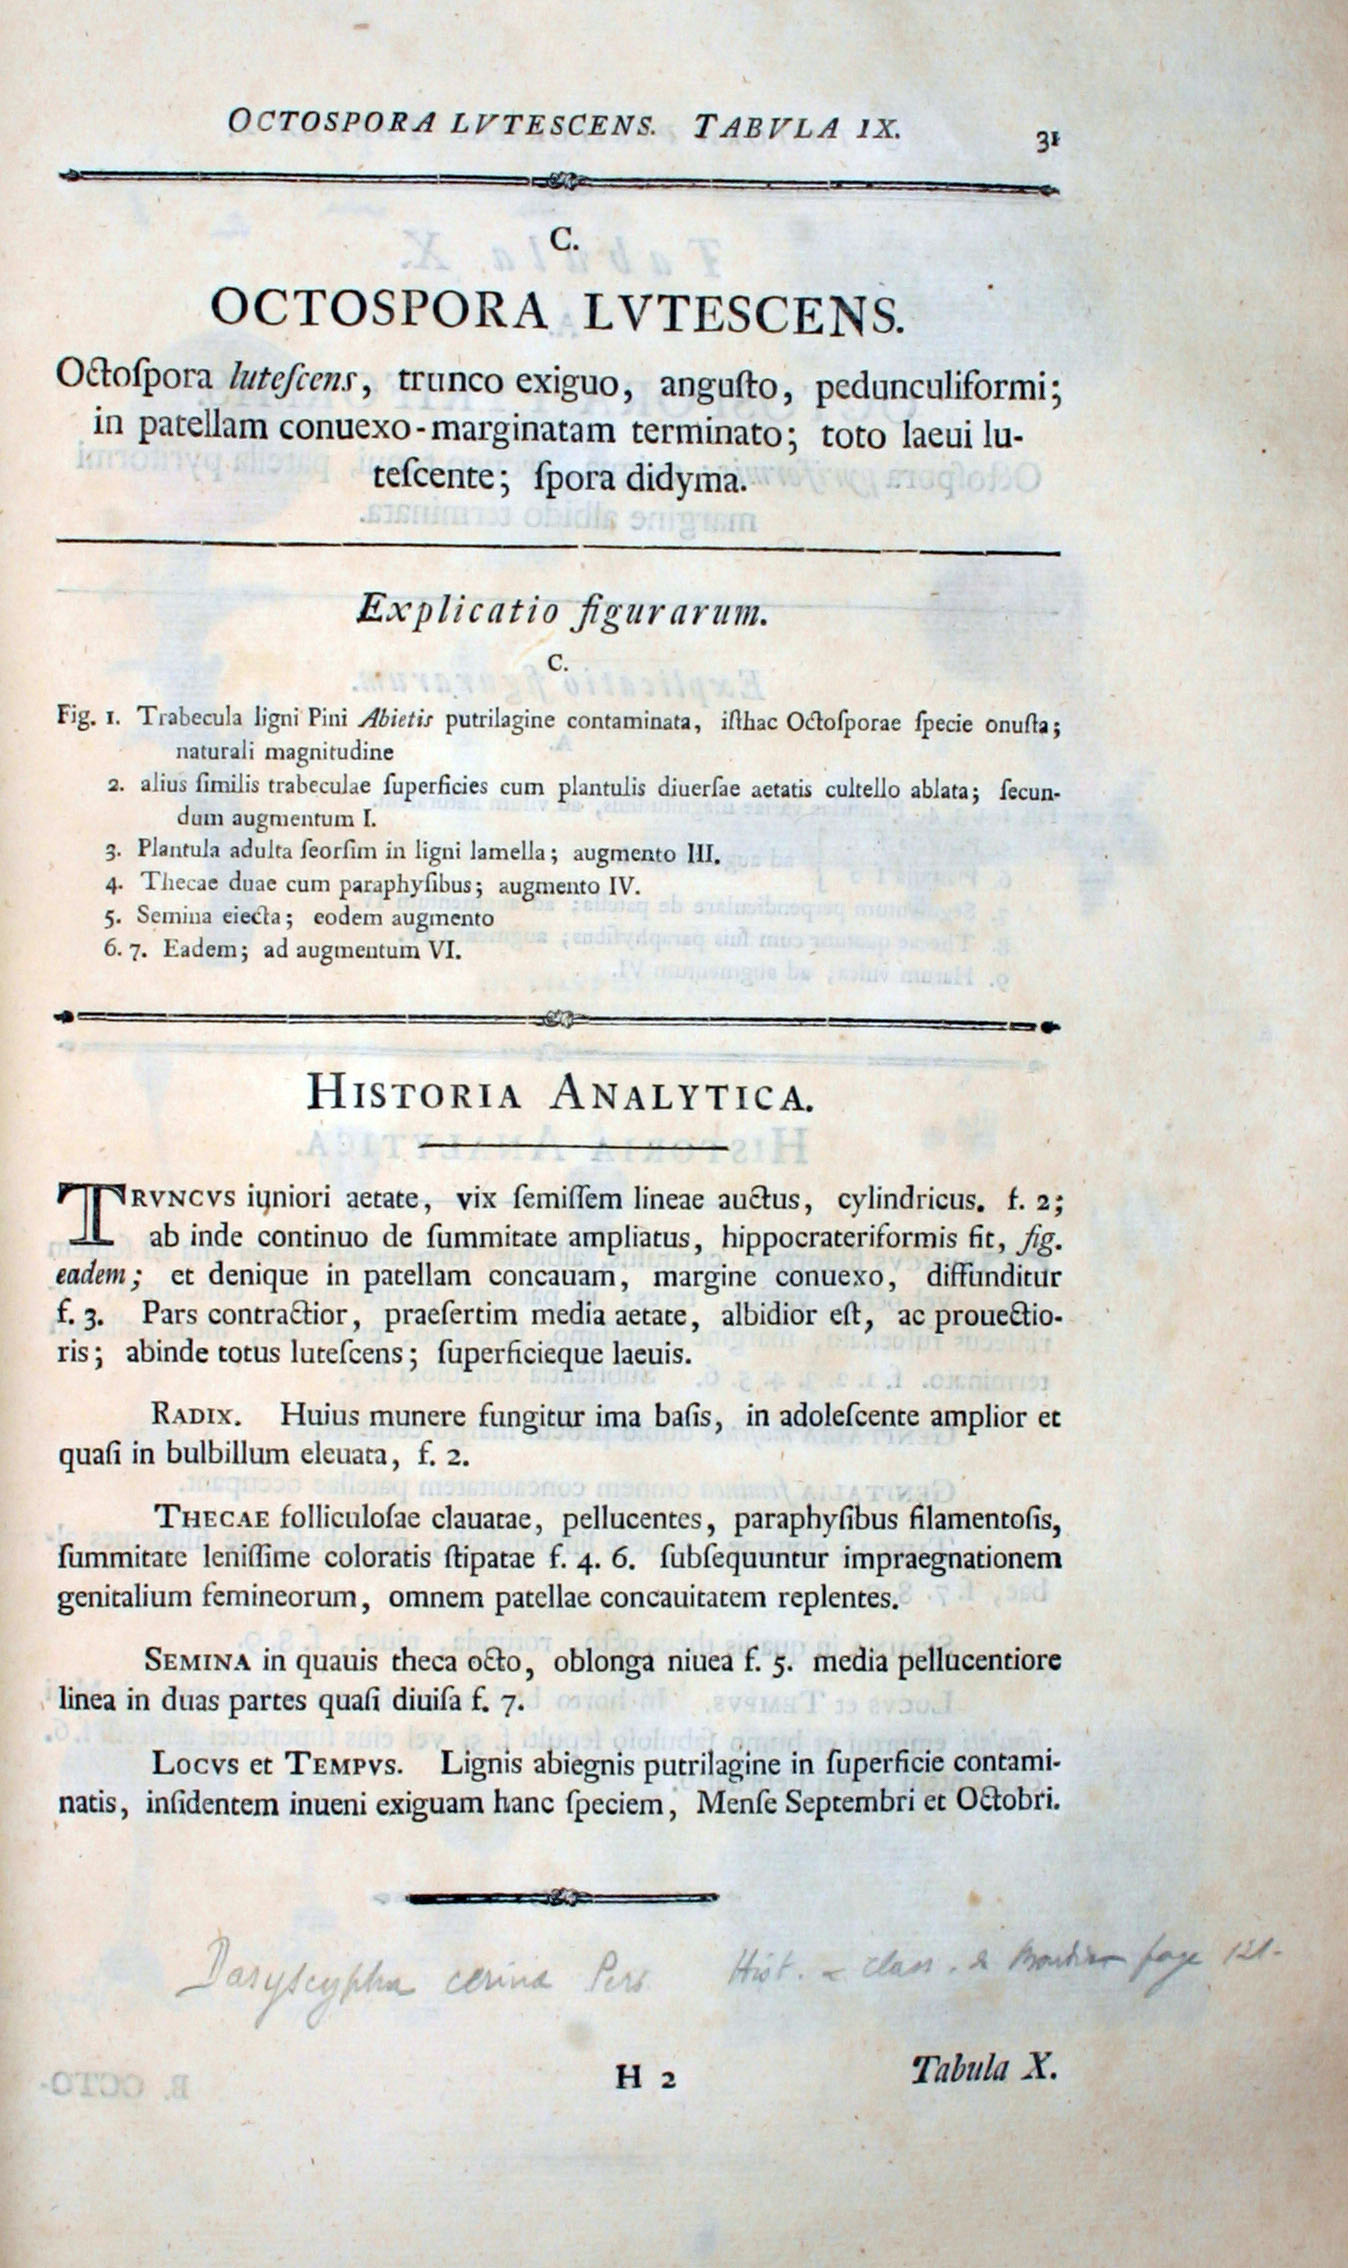 OCTOSPORA LVTESCENS. TABVLA IX. 31
C.
OCTOSPORA LVTESCENS.
Octoſpora luteſcens, trunco exiguo, anguſto, pedunculiformi;
in patellam conuexo-marginatam terminato; toto laeui lu-
teſcente; ſpora didyma.
Explicatio figurarum.
C.
Fig. 1. Trabecula ligni Pini Abietis putrilagine contaminata, iſthac Octoſporae ſpecie onuſta;
naturali magnitudine
2. alius ſimilis trabeculae ſuperficies cum plantulis diuerſae aetatis cultello ablata; ſecun-
dum augmentum I.
3. Plantula adulta ſeorſim in ligni lamella; augmento III.
4. Thecae duae cum paraphyſibus; augmento IV.
5. Semina eiecta; eodem augmento
6. 7. Eadem; ad augmentum VI.
HISTORIA ANALYTICA.
TRVNCVS iuniori aetate, vix ſemiſſem lineae auctus, cylindricus. f. 2;
ab inde continuo de ſummitate ampliatus, hippocrateriformis fit, fig.
eadem; et denique in patellam concauam, margine conuexo, diffunditur
f. 3. Pars contractior, praeſertim media aetate, albidior eſt, ac prouectio-
ris; abinde totus luteſcens; ſuperficieque laeuis.
RADIX. Huius munere fungitur ima baſis, in adoleſcente amplior et
quaſi in bulbillum eleuata, f. 2.
THECAE folliculoſae clauatae, pellucentes, paraphyſibus filamentoſis,
ſummitate leniſſime coloratis ſtipatae f. 4. 6. ſubſequuntur impraegnationem
genitalium femineorum, omnem patellae concauitatem replentes.
SEMINA in quauis theca octo, oblonga niuea f. 5. media pellucentiore
linea in duas partes quaſi diuiſa f. 7.
LOCVS et TEMPVS. Lignis abiegnis putrilagine in ſuperficie contami-
natis, inſidentem inueni exiguam hanc ſpeciem, Menſe Septembri et Octobri.
Dasyscypha cerina Pers. Hist. class. de Boudier page 121.
H 2 Tabula X.